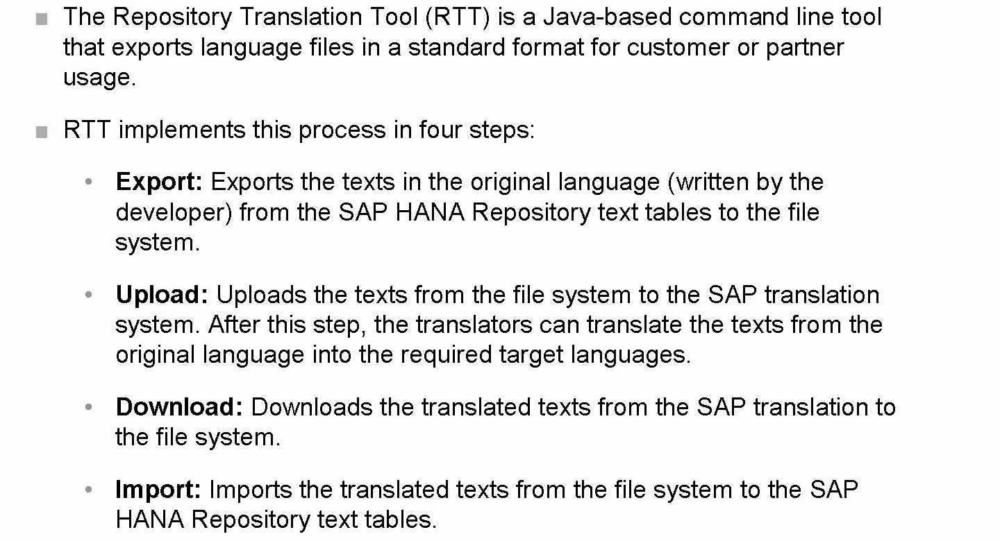 ■ The Repository Translation Tool (RTT) is a Java-based command line tool
that exports language files in a standard format for customer or partner
usage.
■ RTT implements this process in four steps:
• Export: Exports the texts in the original language (written by the
developer) from the SAP HANA Repository text tables to the file
system.
• Upload: Uploads the texts from the file system to the SAP translation
system. After this step, the translators can translate the texts from the
original language into the required target languages.
• Download: Downloads the translated texts from the SAP translation to
the file system.
• Import: Imports the translated texts from the file system to the SAP
HANA Repository text tables.